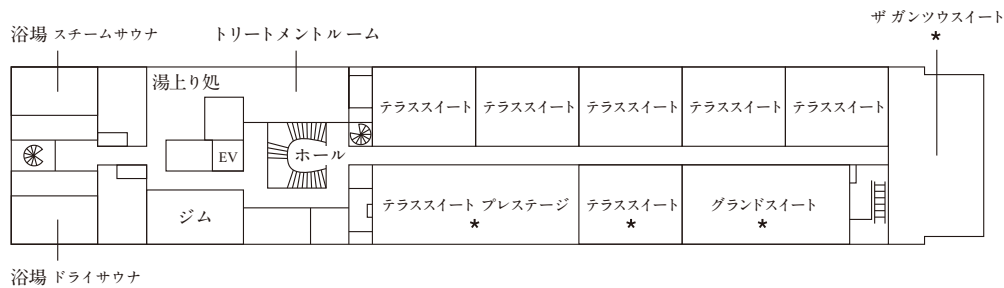 ザ ガンツウスイート
*
浴場 スチームサウナ
トリートメントルーム
湯上り処
テラススイート
テラススイート
テラススイート
テラススイート
テラススイート
EV
ホール
ジム
テラススイート プレステージ
*
テラススイート
*
グランドスイート
*
浴場 ドライサウナ